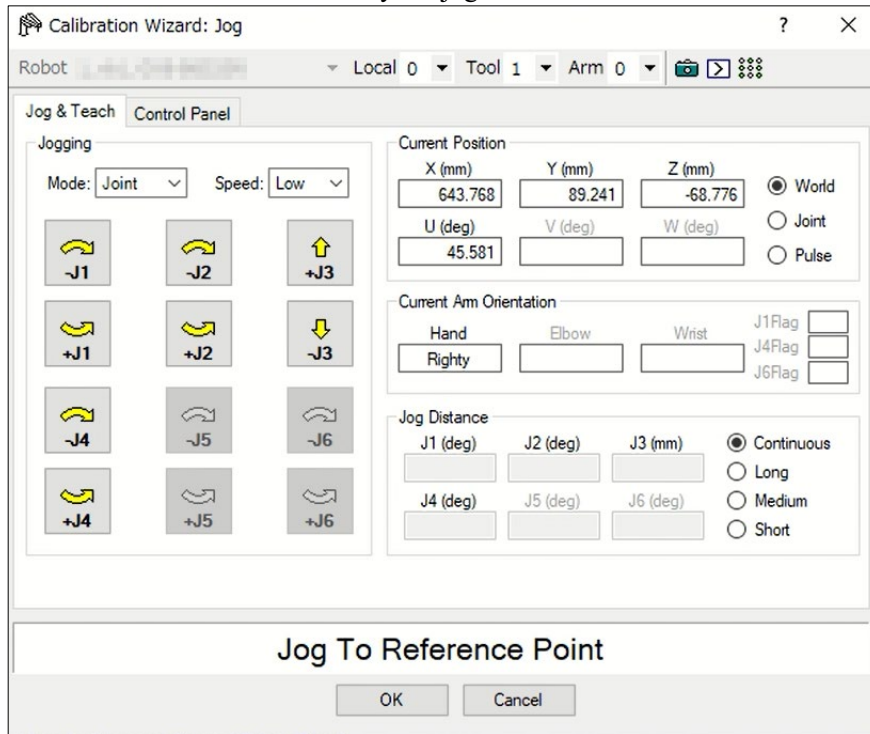 Calibration Wizard: Jog ?
Robot Local 0 Tool 1 Arm 0
Jog & Teach Control Panel
Jogging
Mode: Joint Speed: Low
-J1 -J2 +J3
+J1 +J2 -J3
-J4 -J5 -J6
+J4 +J5 +J6
Current Position
X (mm) Y (mm) Z (mm)
643.768 89.241 -68.776
World
U (deg) V (deg) W (deg)
Joint
45.581
Pulse
Current Arm Orientation
Hand Elbow Wrist
Righty
J1Flag
J4Flag
J6Flag
Jog Distance
J1 (deg) J2 (deg) J3 (mm)
Continuous
Long
J4 (deg) J5 (deg) J6 (deg)
Medium
Short
Jog To Reference Point
OK Cancel